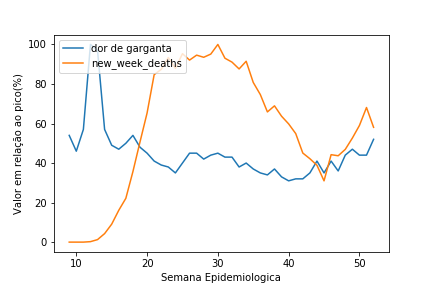 dor de garganta
new_week_deaths
Valor em relação ao pico(%)
100
80
60
40
20
0
10
20
30
40
50
Semana Epidemiologica